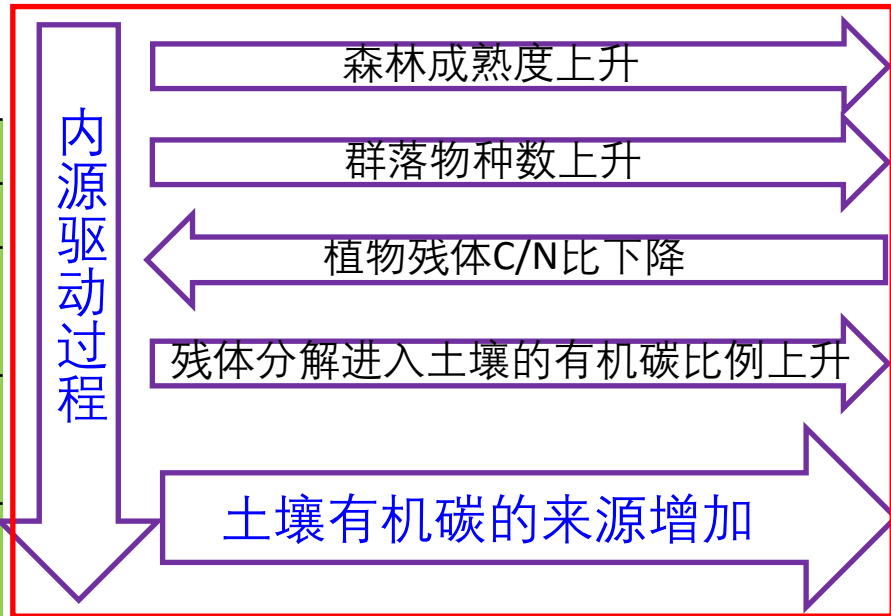 内源驱动过程
森林成熟度上升
群落物种数上升
植物残体C/N比下降
残体分解进入土壤的有机碳比例上升
土壤有机碳的来源增加